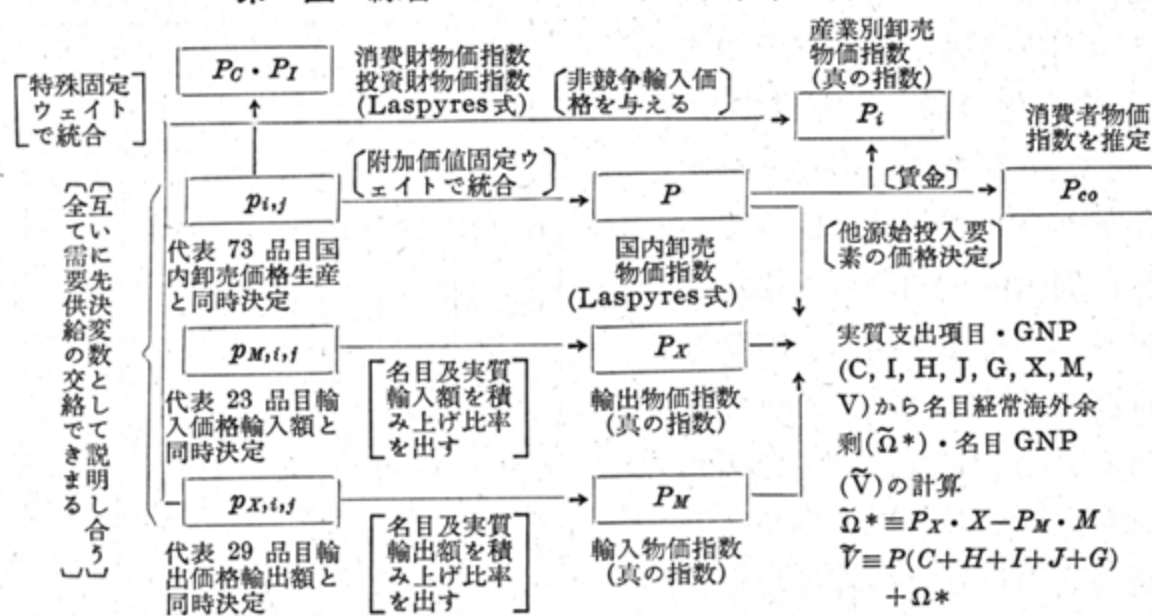 P_C・P_I
消費財物価指数
投資財物価指数
(Laspyres式)
〔非競争輸入価
格を与える〕
産業別卸売
物価指数
(真の指数)
P_i
消費者物価
指数を推定
P_co
[特殊固定
ウェイト
で統合]
〔附加価値固定ウ
ェイトで統合〕
〔賃金〕
p_i,j
P
代表 73 品目国
内卸売価格生産
と同時決定
国内卸売
物価指数
(Laspyres式)
〔他源始投入要
素の価格決定〕
〔互いに先決変数として説明し合う〕
〔全て需要供給の交絡できまる〕
p_M,i,j
P_X
代表 23 品目輸
入価格輸入額と
同時決定
[名目及実質
輸入額を積
み上げ比率
を出す]
輸出物価指数
(真の指数)
p_X,i,j
P_M
代表 29 品目輸
出価格輸出額と
同時決定
[名目及実質
輸出額を積
み上げ比率
を出す]
輸入物価指数
(真の指数)
実質支出項目・GNP
(C, I, H, J, G, X, M,
V)から名目経常海外余
剰(Ω̃*)・名目 GNP
(Ṽ)の計算
Ω̃*≡P_X・X−P_M・M
Ṽ≡P(C+H+I+J+G)
+Ω*